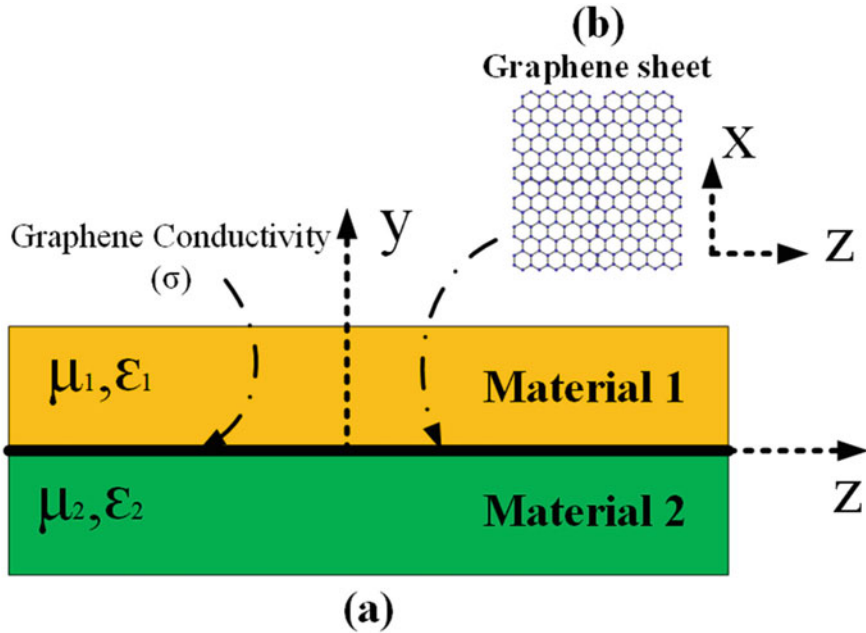 (b)
Graphene sheet
x
z
y
Graphene Conductivity
(σ)
μ1,ε1
Material 1
z
μ2,ε2
Material 2
(a)